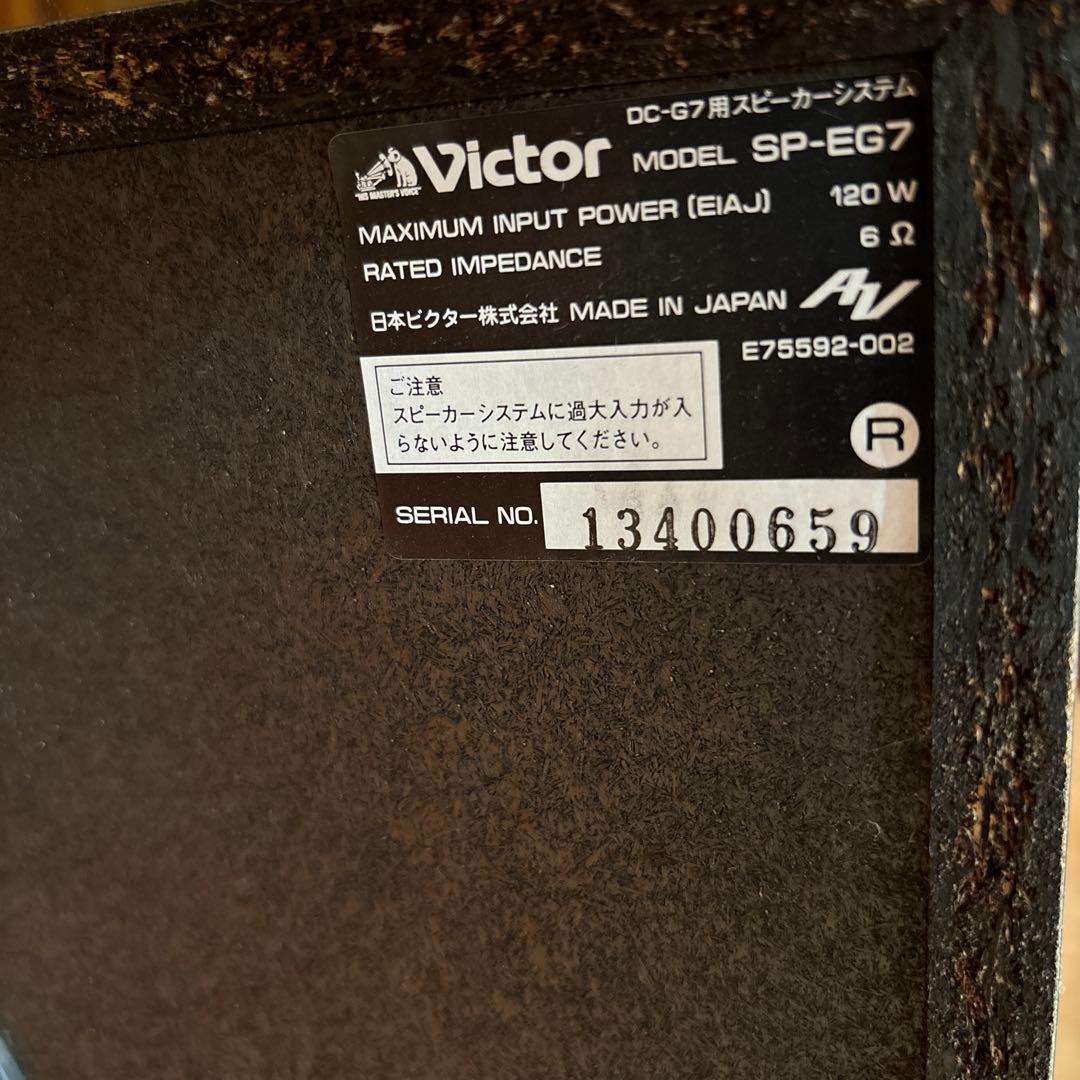 DC-G7用スピーカーシステム
"HIS MASTER'S VOICE" Victor MODEL SP-EG7
MAXIMUM INPUT POWER (EIAJ) 120 W
RATED IMPEDANCE 6 Ω
日本ビクター株式会社 MADE IN JAPAN AV
E75592-002
ご注意
スピーカーシステムに過大入力が入
らないように注意してください。
R
SERIAL NO. 13400659